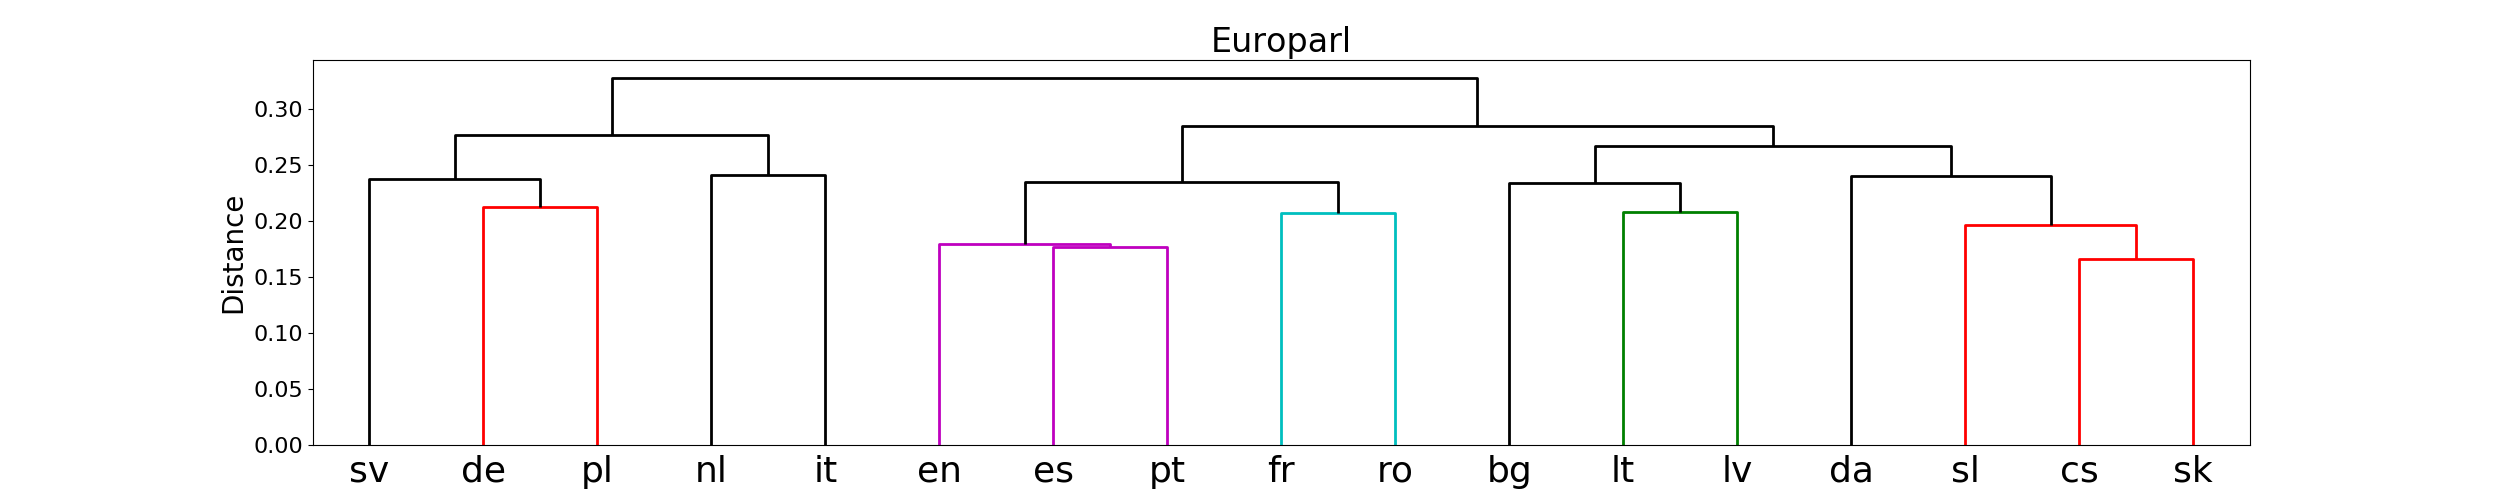 Europarl
Distance
0.30
0.25
0.20
0.15
0.10
0.05
0.00
sv de pl nl it en es pt fr ro bg lt lv da sl cs sk